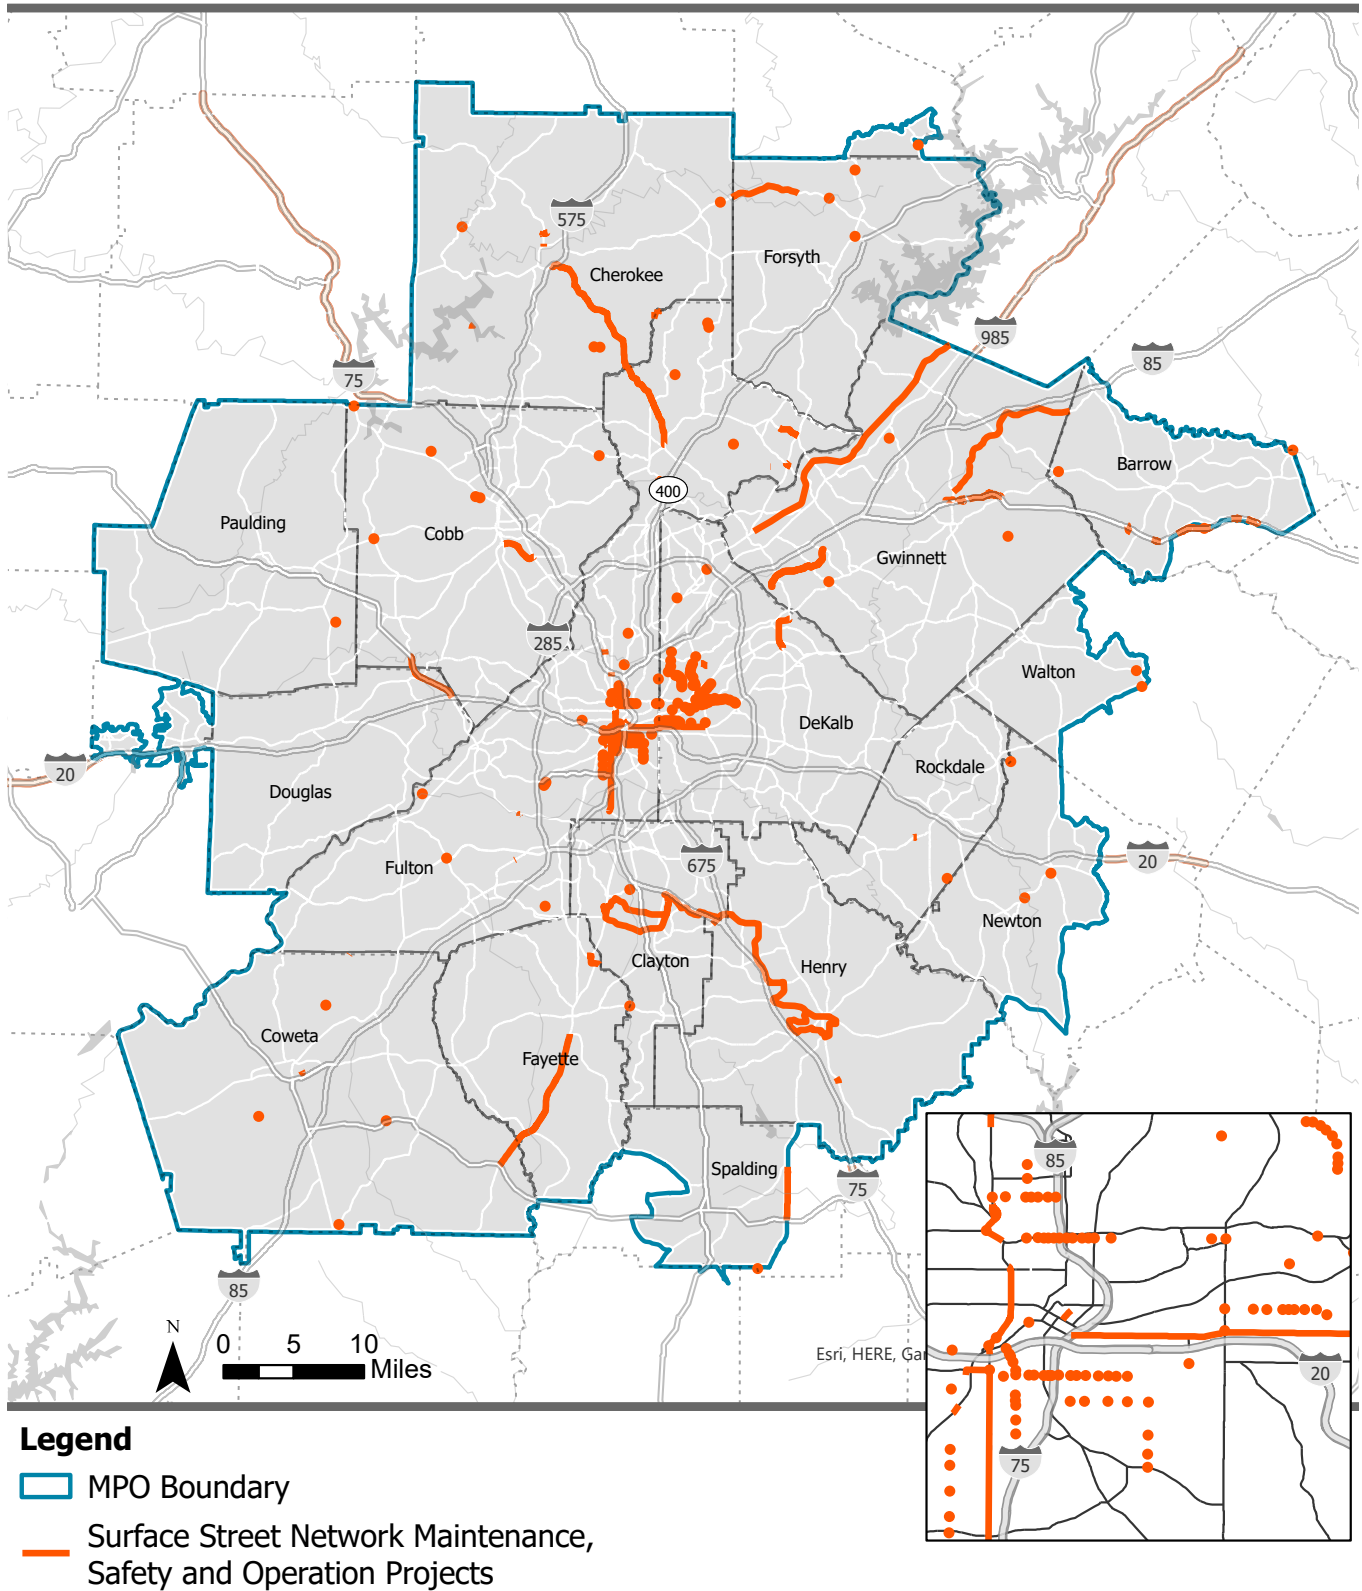 575
Cherokee
Forsyth
985
85
75
Barrow
400
Paulding
Cobb
Gwinnett
285
Walton
DeKalb
20
Rockdale
Douglas
675
20
Fulton
Newton
Clayton
Henry
Coweta
Fayette
Spalding
75
85
85
N
0 5 10
Miles
Esri, HERE,
20
75
Legend
MPO Boundary
Surface Street Network Maintenance,
Safety and Operation Projects